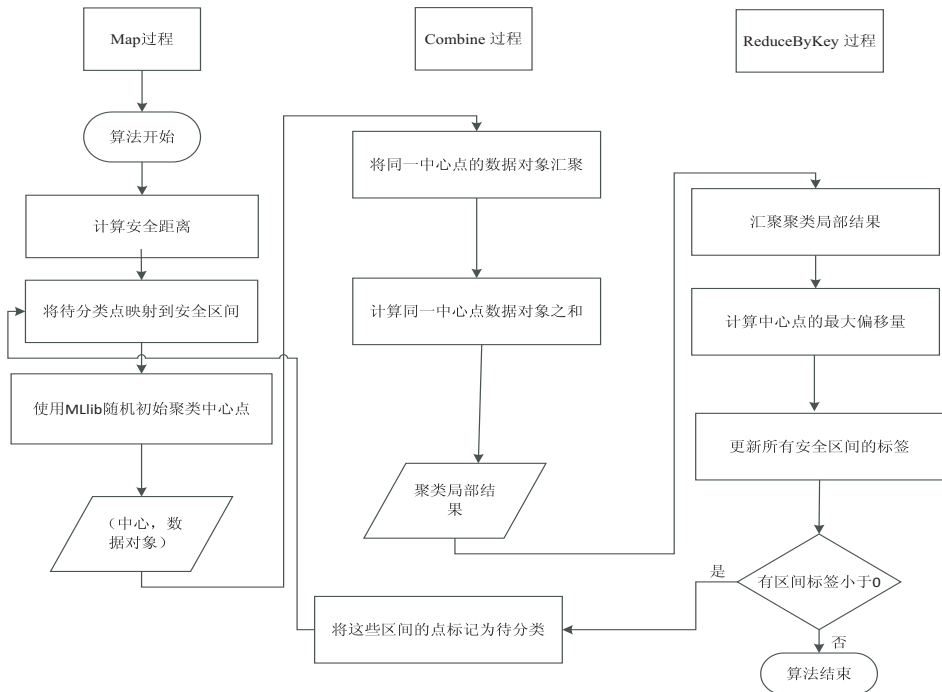 Map过程
算法开始
计算安全距离
将待分类点映射到安全区间
使用MLlib随机初始聚类中心点
（中心，数
据对象）
Combine 过程
将同一中心点的数据对象汇聚
计算同一中心点数据对象之和
聚类局部结
果
ReduceByKey 过程
汇聚聚类局部结果
计算中心点的最大偏移量
更新所有安全区间的标签
有区间标签小于0
是
将这些区间的点标记为待分类
否
算法结束